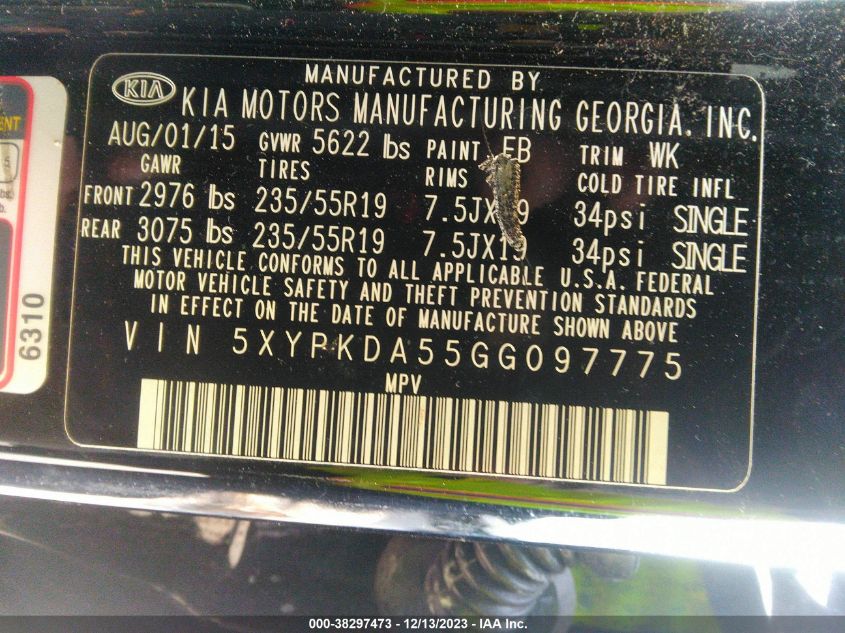 MANUFACTURED BY
KIA KIA MOTORS MANUFACTURING GEORGIA, INC.
AUG/01/15 GVWR 5622 lbs PAINT EB TRIM WK
GAWR TIRES RIMS COLD TIRE INFL
FRONT 2976 lbs 235/55R19 34psi SINGLE
REAR 3075 lbs 235/55R19 7.5JX19 34psi SINGLE
THIS VEHICLE CONFORMS TO ALL APPLICABLE U.S.A. FEDERAL
MOTOR VEHICLE SAFETY AND THEFT PREVENTION STANDARDS
IN EFFECT ON THE DATE OF MANUFACTURE SHOWN ABOVE
VIN 5XYPKDA55GG097775
MPV
6310
000-38297473 - 12/13/2023 - IAA Inc.